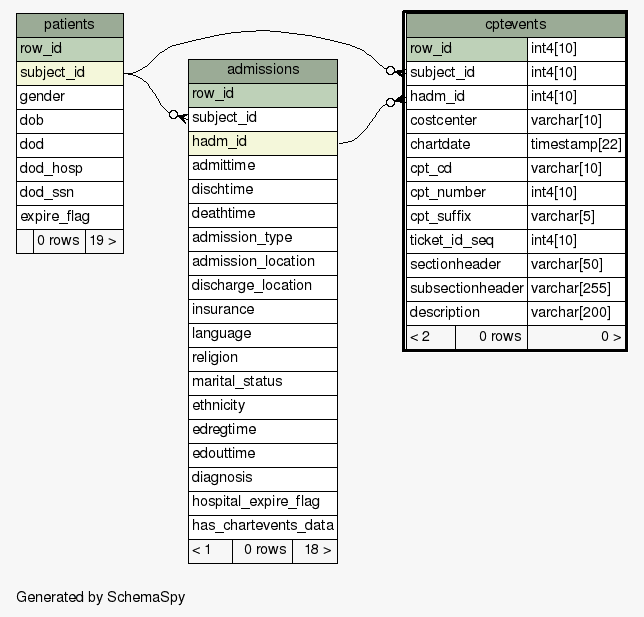 patients
row_id
subject_id
gender
dob
dod
dod_hosp
dod_ssn
expire_flag
0 rows 19 >
admissions
row_id
subject_id
hadm_id
admittime
dischtime
deathtime
admission_type
admission_location
discharge_location
insurance
language
religion
marital_status
ethnicity
edregtime
edouttime
diagnosis
hospital_expire_flag
has_chartevents_data
< 1 0 rows 18 >
cptevents
row_id int4[10]
subject_id int4[10]
hadm_id int4[10]
costcenter varchar[10]
chartdate timestamp[22]
cpt_cd varchar[10]
cpt_number int4[10]
cpt_suffix varchar[5]
ticket_id_seq int4[10]
sectionheader varchar[50]
subsectionheader varchar[255]
description varchar[200]
< 2 0 rows 0 >
Generated by SchemaSpy